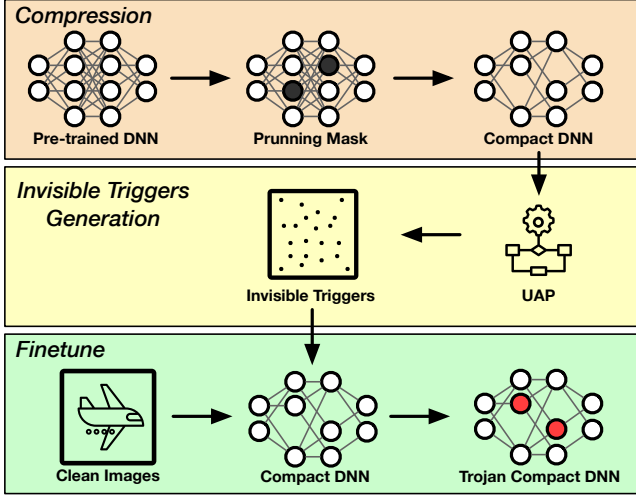 Compression
Pre-trained DNN
Prunning Mask
Compact DNN
Invisible Triggers
Generation
Invisible Triggers
UAP
Finetune
Clean Images
Compact DNN
Trojan Compact DNN